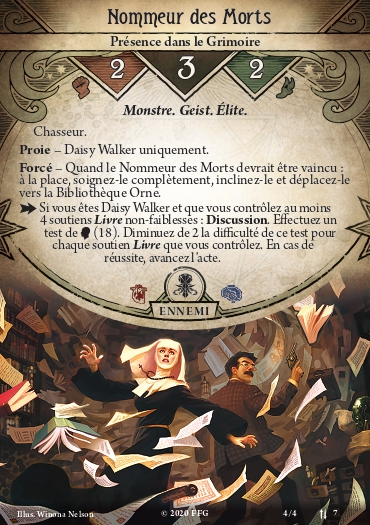 Nommeur des Morts
Présence dans le Grimoire
2 3 2
Monstre. Geist. Élite.
Chasseur.
Proie – Daisy Walker uniquement.
Forcé – Quand le Nommeur des Morts devrait être vaincu :
à la place, soignez-le complètement, inclinez-le et déplacez-le
vers la Bibliothèque Orne.
Si vous êtes Daisy Walker et que vous contrôlez au moins
4 soutiens Livre non-faiblesses : Discussion. Effectuez un
test de (18). Diminuez de 2 la difficulté de ce test pour
chaque soutien Livre que vous contrôlez. En cas de
réussite, avancez l'acte.
ENNEMI
Illus. Winona Nelson © 2020 FFG 4/4 7